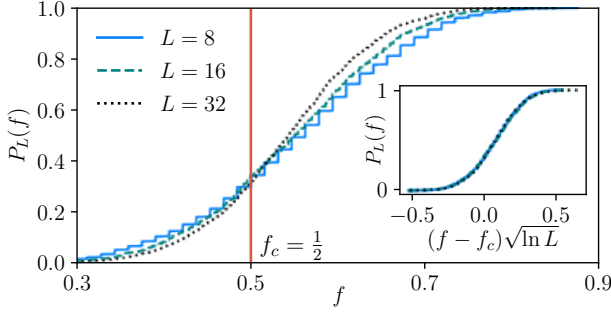 1.0
0.8
0.6
0.4
0.2
0.0
P_L(f)
L = 8
L = 16
L = 32
f_c = \frac{1}{2}
0.3
0.5
0.7
0.9
f
1
0
P_L(f)
−0.5
0.0
0.5
(f − f_c)√ln L